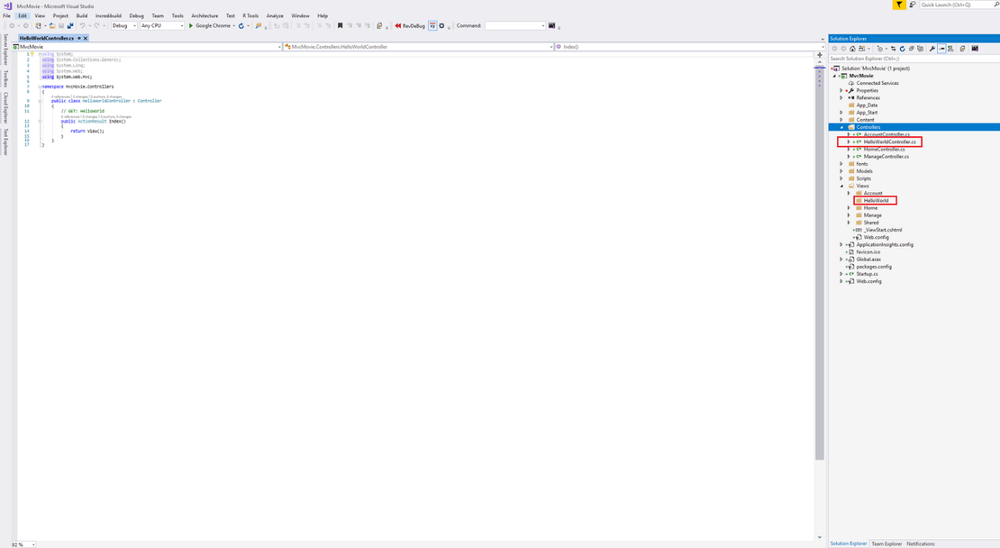 MvcMovie - Microsoft Visual Studio
Quick Launch (Ctrl+Q)
File Edit View Project Build Incredibuild Debug Team Tools Architecture Test R Tools Analyze Window Help
Debug Any CPU Google Chrome RevDebug Command:
Server Explorer
Toolbox
Cloud Explorer
Test Explorer
HelloWorldController.cs
MvcMovie MvcMovie.Controllers.HelloWorldController Index()
1 using System;
2 using System.Collections.Generic;
3 using System.Linq;
4 using System.Web;
5 using System.Web.Mvc;
6
7 namespace MvcMovie.Controllers
8 {
0 references | 0 changes | 0 authors, 0 changes
9 public class HelloWorldController : Controller
10 {
11 // GET: HelloWorld
0 references | 0 changes | 0 authors, 0 changes
12 public ActionResult Index()
13 {
14 return View();
15 }
16 }
17 }
82 %
Solution Explorer
Search Solution Explorer (Ctrl+;)
Solution 'MvcMovie' (1 project)
MvcMovie
Connected Services
Properties
References
App_Data
App_Start
Content
Controllers
AccountController.cs
HelloWorldController.cs
HomeController.cs
ManageController.cs
fonts
Models
Scripts
Views
Account
HelloWorld
Home
Manage
Shared
_ViewStart.cshtml
Web.config
ApplicationInsights.config
favicon.ico
Global.asax
packages.config
Startup.cs
Web.config
Solution Explorer Team Explorer Notifications